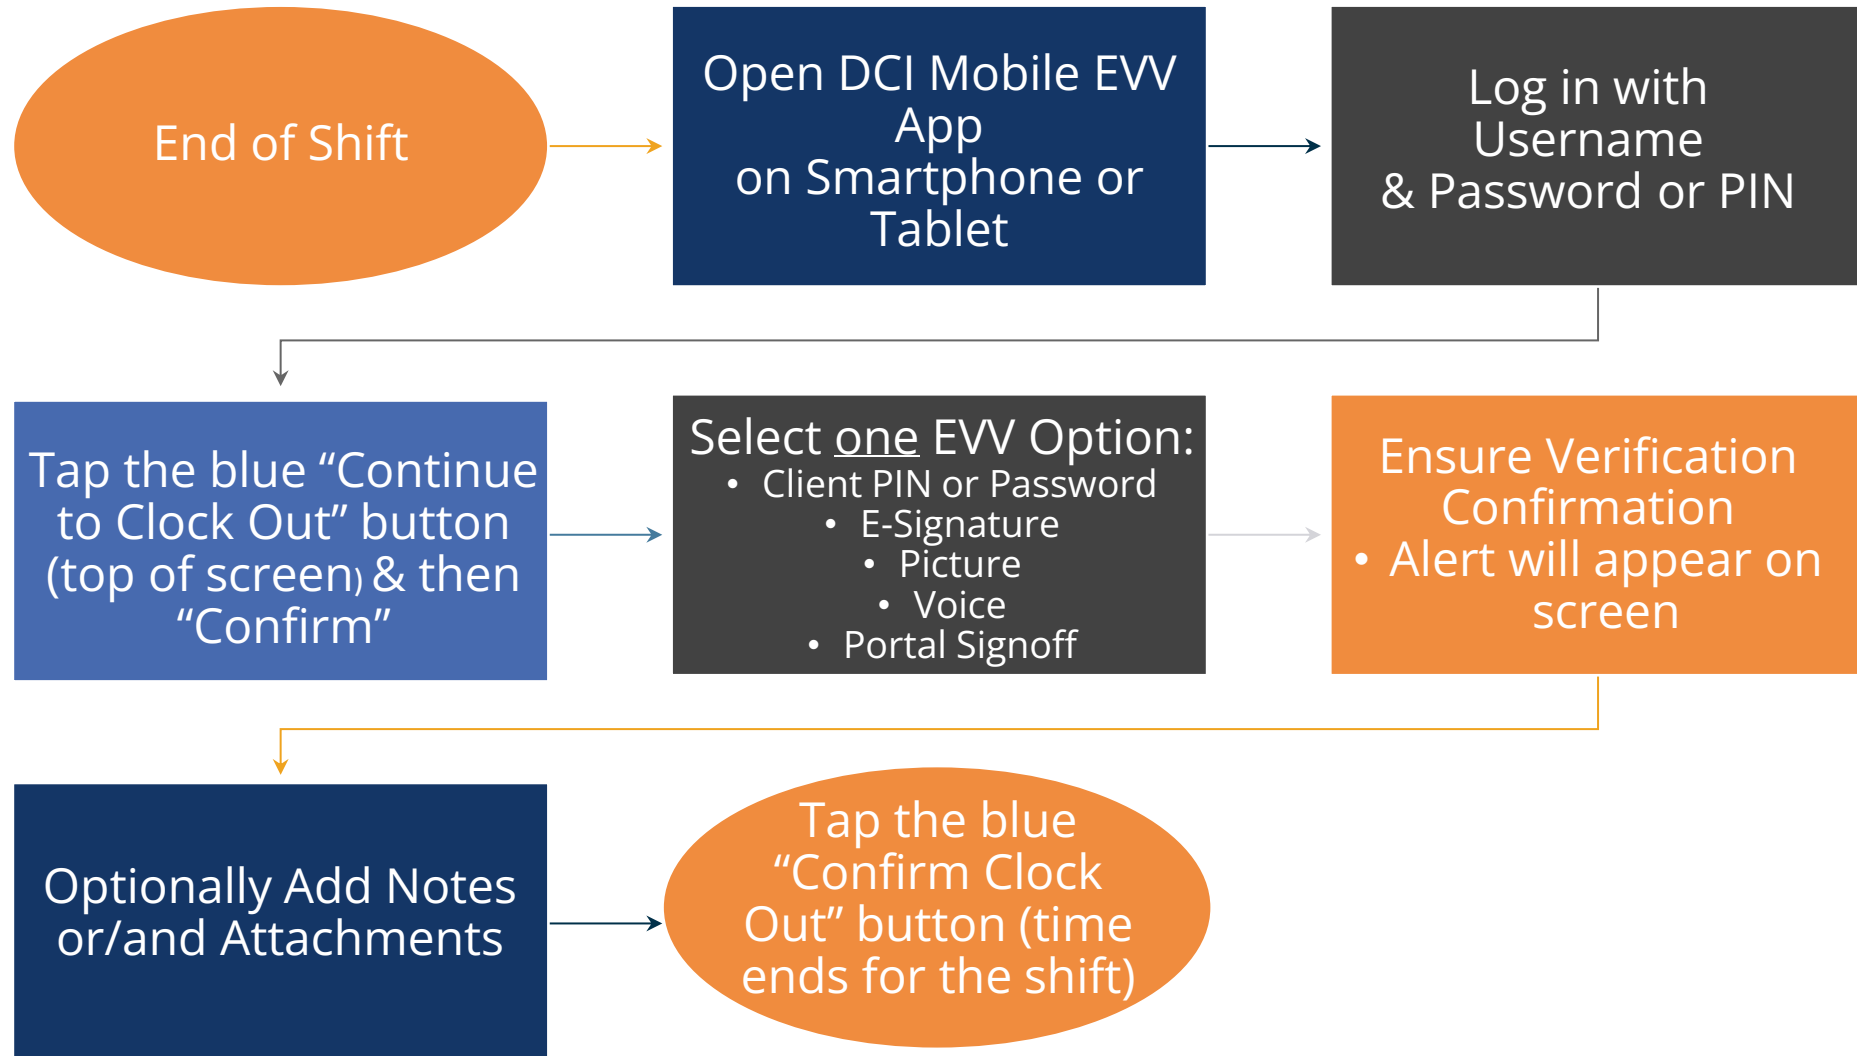 End of Shift
Open DCI Mobile EVV
App
on Smartphone or
Tablet
Log in with
Username
& Password or PIN
Tap the blue “Continue
to Clock Out” button
(top of screen) & then
“Confirm”
Select one EVV Option:
• Client PIN or Password
• E-Signature
• Picture
• Voice
• Portal Signoff
Ensure Verification
Confirmation
• Alert will appear on
screen
Optionally Add Notes
or/and Attachments
Tap the blue
“Confirm Clock
Out” button (time
ends for the shift)